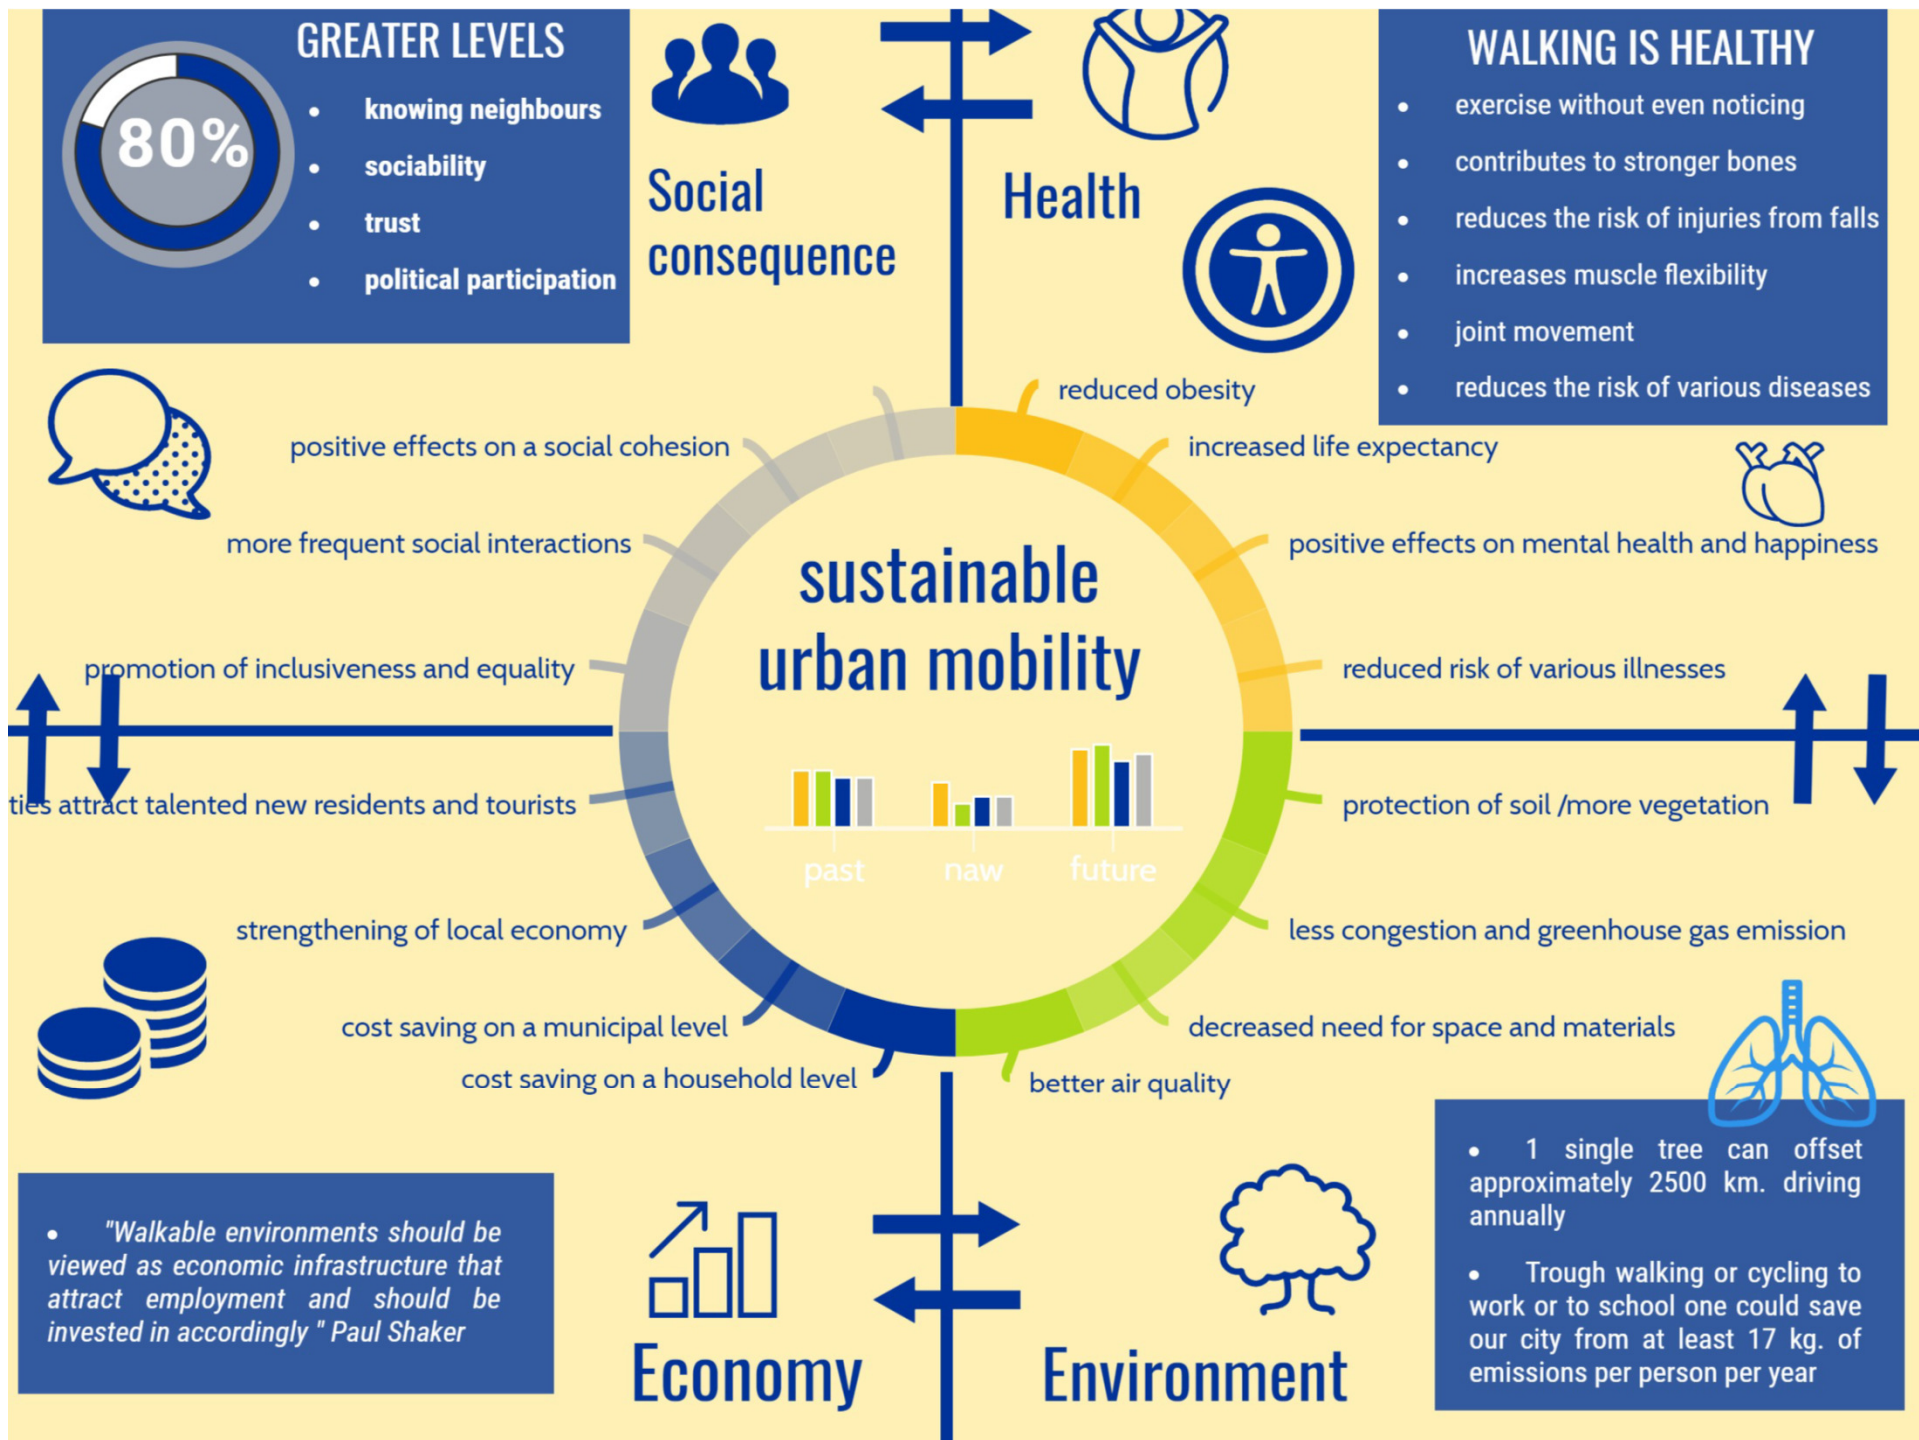 GREATER LEVELS
80%
• knowing neighbours
• sociability
• trust
• political participation
Social
consequence
Health
WALKING IS HEALTHY
• exercise without even noticing
• contributes to stronger bones
• reduces the risk of injuries from falls
• increases muscle flexibility
• joint movement
• reduces the risk of various diseases
positive effects on a social cohesion
more frequent social interactions
promotion of inclusiveness and equality
reduced obesity
increased life expectancy
positive effects on mental health and happiness
reduced risk of various illnesses
sustainable
urban mobility
past naw future
ties attract talented new residents and tourists
strengthening of local economy
cost saving on a municipal level
cost saving on a household level
protection of soil /more vegetation
less congestion and greenhouse gas emission
decreased need for space and materials
better air quality
• "Walkable environments should be
viewed as economic infrastructure that
attract employment and should be
invested in accordingly " Paul Shaker
Economy
Environment
• 1 single tree can offset
approximately 2500 km. driving
annually
• Trough walking or cycling to
work or to school one could save
our city from at least 17 kg. of
emissions per person per year